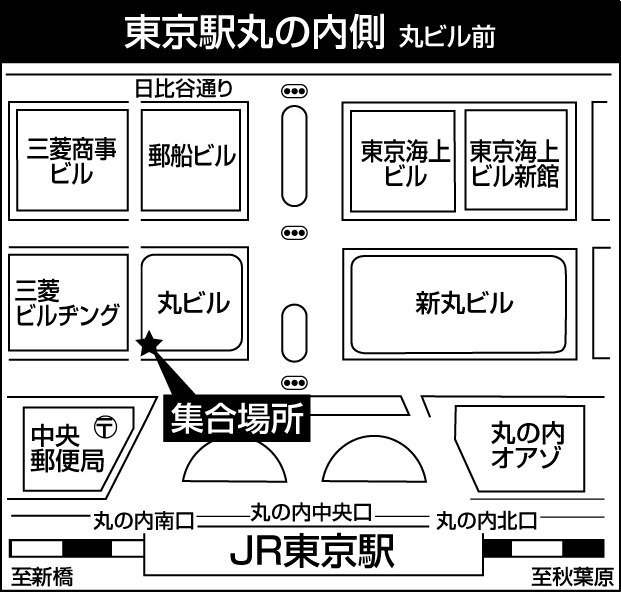 東京駅丸の内側 丸ビル前
日比谷通り
三菱商事
ビル
郵船ビル
東京海上
ビル
東京海上
ビル新館
三菱
ビルヂング
丸ビル
新丸ビル
集合場所
中央
郵便局
〒
丸の内
オアゾ
丸の内南口
丸の内中央口
丸の内北口
JR東京駅
至新橋
至秋葉原